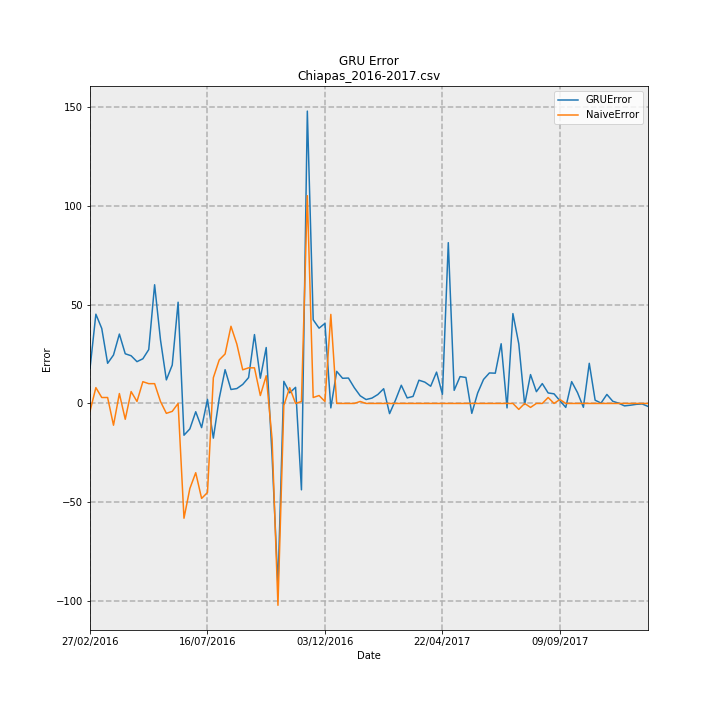 GRU Error
Chiapas_2016-2017.csv
GRUError
NaiveError
150
100
50
0
−50
−100
Error
27/02/2016
16/07/2016
03/12/2016
22/04/2017
09/09/2017
Date